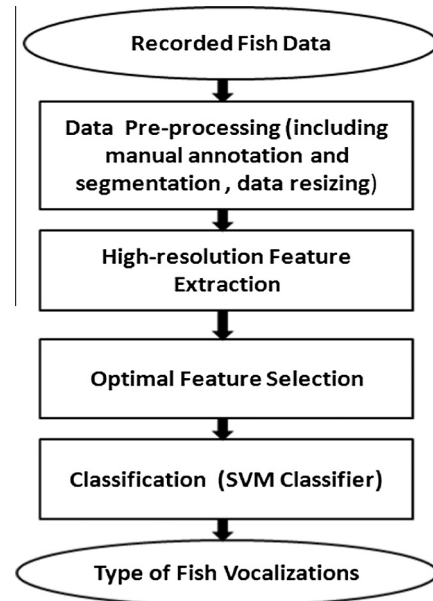 Recorded Fish Data
Data Pre-processing (including
manual annotation and
segmentation , data resizing)
High-resolution Feature
Extraction
Optimal Feature Selection
Classification (SVM Classifier)
Type of Fish Vocalizations